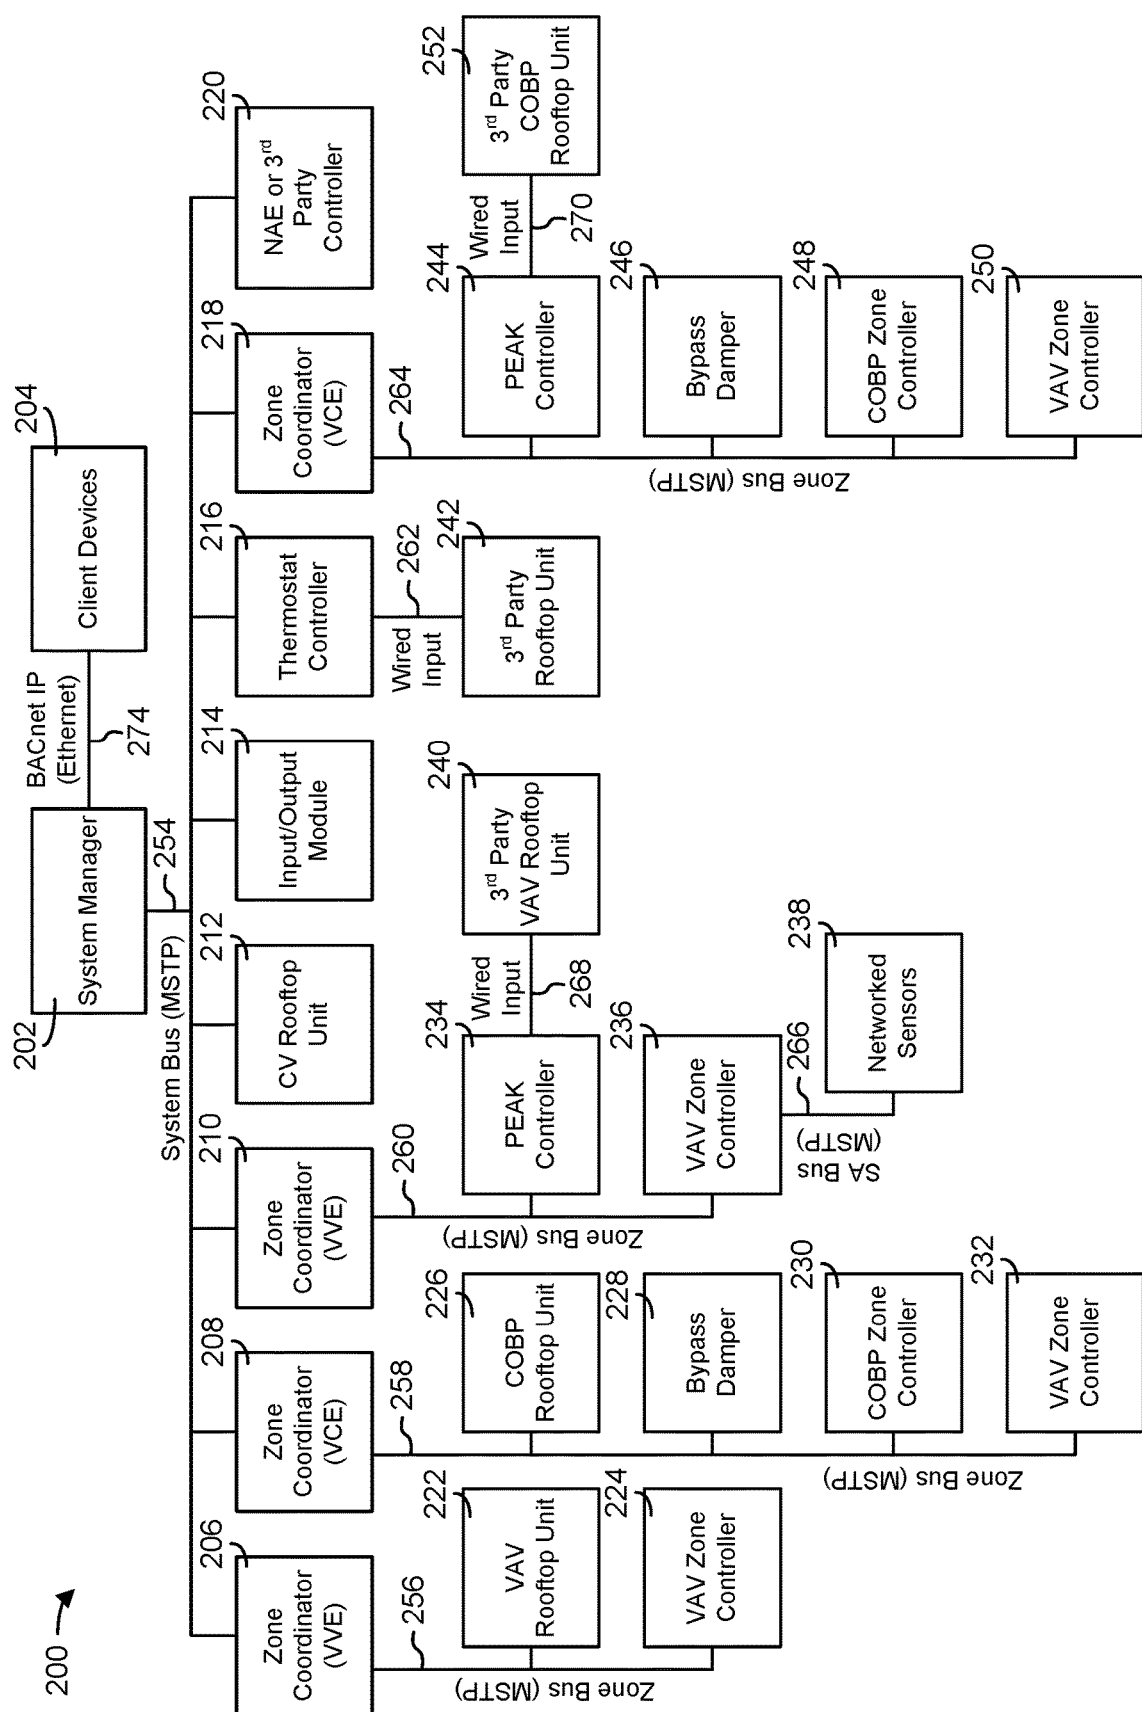 200
202
System Manager
BACnet IP
(Ethernet)
274
204
Client Devices
System Bus (MSTP)
254
206
Zone
Coordinator
(VVE)
208
Zone
Coordinator
(VCE)
210
Zone
Coordinator
(VVE)
212
CV Rooftop
Unit
214
Input/Output
Module
216
Thermostat
Controller
218
Zone
Coordinator
(VCE)
220
NAE or 3rd
Party
Controller
256
Zone Bus (MSTP)
222
VAV
Rooftop Unit
224
VAV Zone
Controller
258
Zone Bus (MSTP)
226
COBP
Rooftop Unit
228
Bypass
Damper
230
COBP Zone
Controller
232
VAV Zone
Controller
260
Zone Bus (MSTP)
234
PEAK
Controller
Wired
Input
268
240
3rd Party
VAV Rooftop
Unit
236
VAV Zone
Controller
SA Bus
(MSTP)
266
238
Networked
Sensors
Wired
Input
262
242
3rd Party
Rooftop Unit
264
Zone Bus (MSTP)
244
PEAK
Controller
Wired
Input
270
252
3rd Party
COBP
Rooftop Unit
246
Bypass
Damper
248
COBP Zone
Controller
250
VAV Zone
Controller